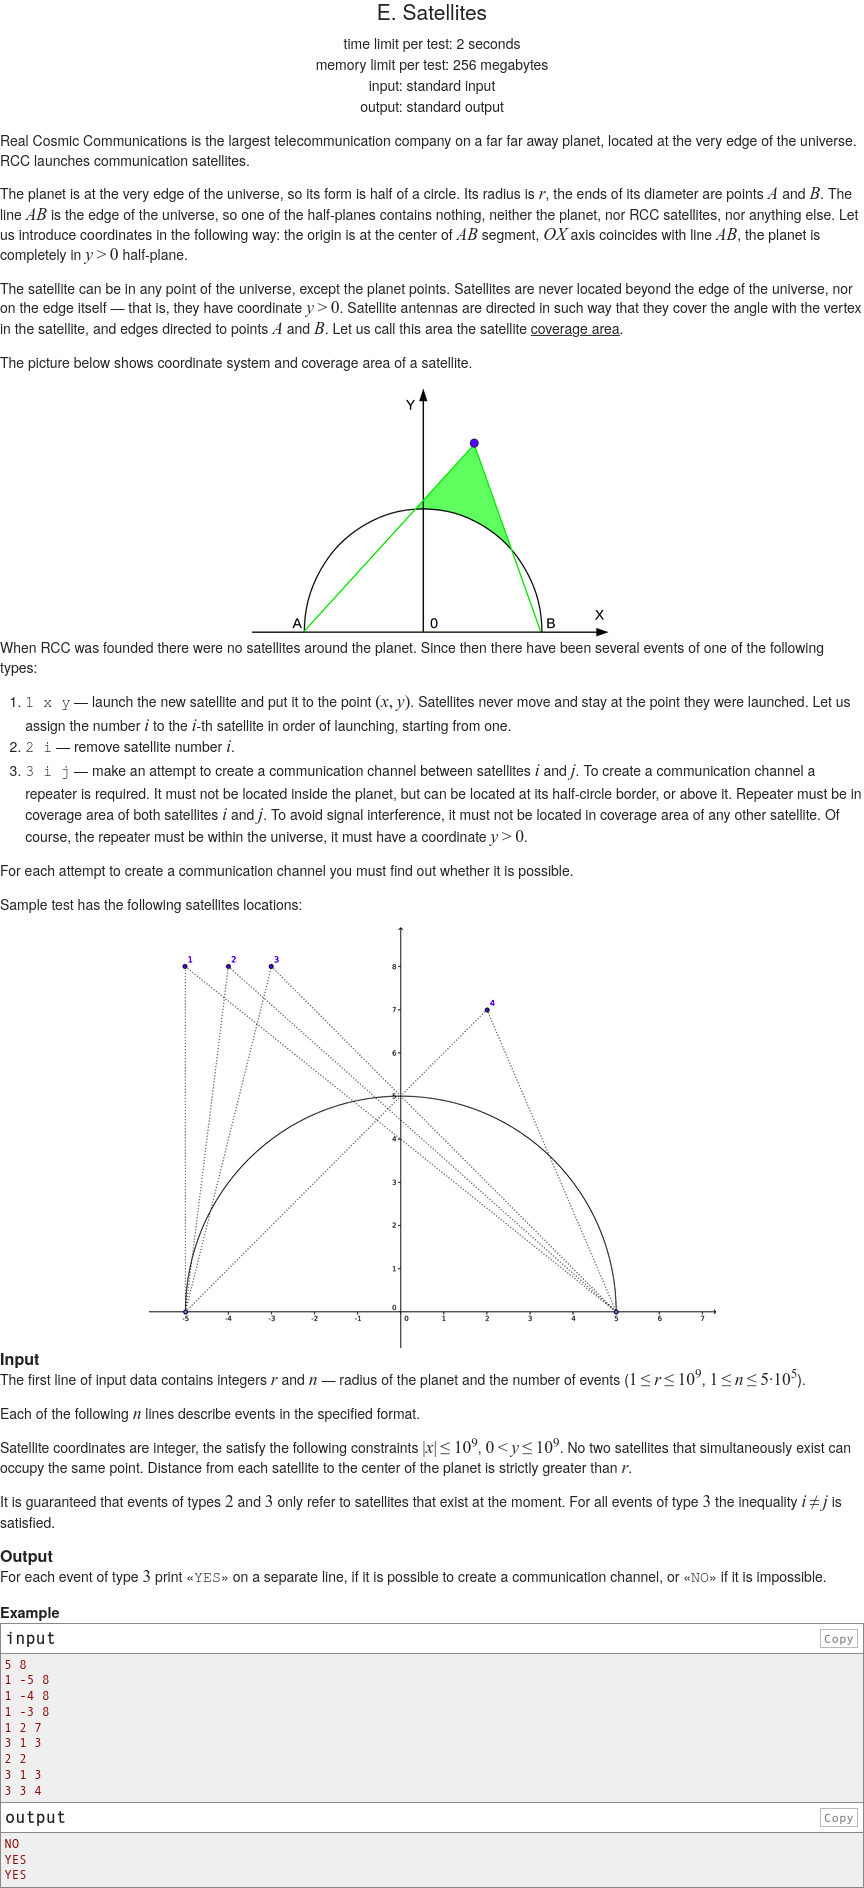 E. Satellites
time limit per test: 2 seconds
memory limit per test: 256 megabytes
input: standard input
output: standard output
Real Cosmic Communications is the largest telecommunication company on a far far away planet, located at the very edge of the universe.
RCC launches communication satellites.
The planet is at the very edge of the universe, so its form is half of a circle. Its radius is r, the ends of its diameter are points A and B. The
line AB is the edge of the universe, so one of the half-planes contains nothing, neither the planet, nor RCC satellites, nor anything else. Let
us introduce coordinates in the following way: the origin is at the center of AB segment, OX axis coincides with line AB, the planet is
completely in y > 0 half-plane.
The satellite can be in any point of the universe, except the planet points. Satellites are never located beyond the edge of the universe, nor
on the edge itself — that is, they have coordinate y > 0. Satellite antennas are directed in such way that they cover the angle with the vertex
in the satellite, and edges directed to points A and B. Let us call this area the satellite coverage area.
The picture below shows coordinate system and coverage area of a satellite.
Y
A 0 B X
When RCC was founded there were no satellites around the planet. Since then there have been several events of one of the following
types:
1. 1 x y — launch the new satellite and put it to the point (x, y). Satellites never move and stay at the point they were launched. Let us
assign the number i to the i-th satellite in order of launching, starting from one.
2. 2 i — remove satellite number i.
3. 3 i j — make an attempt to create a communication channel between satellites i and j. To create a communication channel a
repeater is required. It must not be located inside the planet, but can be located at its half-circle border, or above it. Repeater must be in
coverage area of both satellites i and j. To avoid signal interference, it must not be located in coverage area of any other satellite. Of
course, the repeater must be within the universe, it must have a coordinate y > 0.
For each attempt to create a communication channel you must find out whether it is possible.
Sample test has the following satellites locations:
1 2 3
8
4
7
6
5
4
3
2
1
0
-5 -4 -3 -2 -1 0 1 2 3 4 5 6 7
Input
The first line of input data contains integers r and n — radius of the planet and the number of events (1 ≤ r ≤ 10⁹, 1 ≤ n ≤ 5·10⁵).
Each of the following n lines describe events in the specified format.
Satellite coordinates are integer, the satisfy the following constraints |x| ≤ 10⁹, 0 < y ≤ 10⁹. No two satellites that simultaneously exist can
occupy the same point. Distance from each satellite to the center of the planet is strictly greater than r.
It is guaranteed that events of types 2 and 3 only refer to satellites that exist at the moment. For all events of type 3 the inequality i ≠ j is
satisfied.
Output
For each event of type 3 print «YES» on a separate line, if it is possible to create a communication channel, or «NO» if it is impossible.
Example
input Copy
5 8
1 -5 8
1 -4 8
1 -3 8
1 2 7
3 1 3
2 2
3 1 3
3 3 4
output Copy
NO
YES
YES